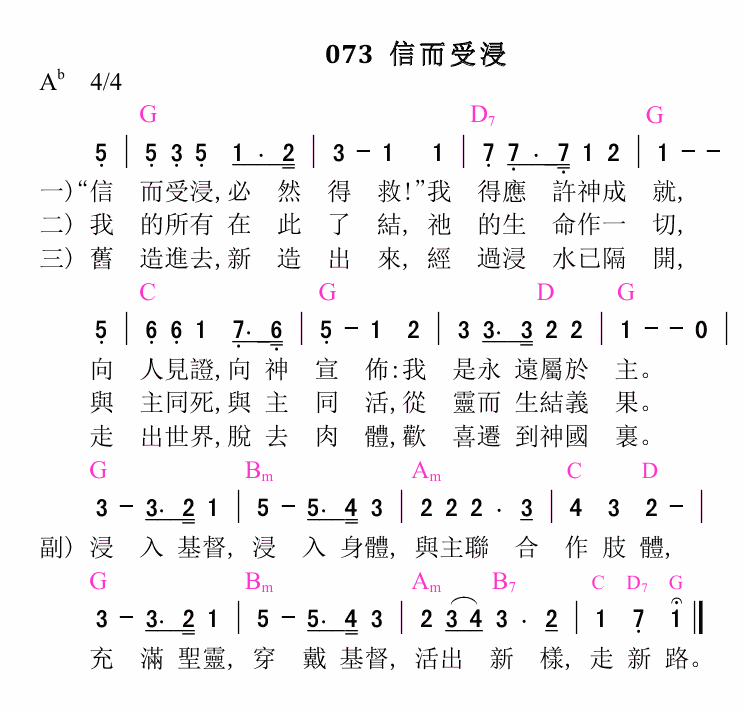 073 信而受浸
A♭ 4/4
G D7 G
5 | 5 3 5 1 · 2 | 3 – 1 1 | 7 7 · 7 1 2 | 1 – –
一)“信 而受浸,必 然 得 救!”我 得應 許神成 就,
二) 我 的所有 在 此 了 結, 祂 的生 命作一 切,
三) 舊 造進去,新 造 出 來, 經 過浸 水己隔 開,
C G D G
5 | 6 6 1 7 · 6 | 5 – 1 2 | 3 3 · 3 2 2 | 1 – – 0 |
向 人見證,向 神 宣 佈:我 是永 遠屬於 主。
與 主同死,與 主 同 活,從 靈而 生結義 果。
走 出世界,脫 去 肉 體,歡 喜遷 到神國 裏。
G Bm Am C D
3 – 3 · 2 1 | 5 – 5 · 4 3 | 2 2 2 · 3 | 4 3 2 – |
副) 浸 入 基督, 浸 入 身體, 與主聯 合 作 肢 體,
G Bm Am B7 C D7 G
3 – 3 · 2 1 | 5 – 5 · 4 3 | 2 3 4 3 · 2 | 1 7 1 ‖
充 滿 聖靈, 穿 戴 基督, 活出 新 樣, 走 新 路。